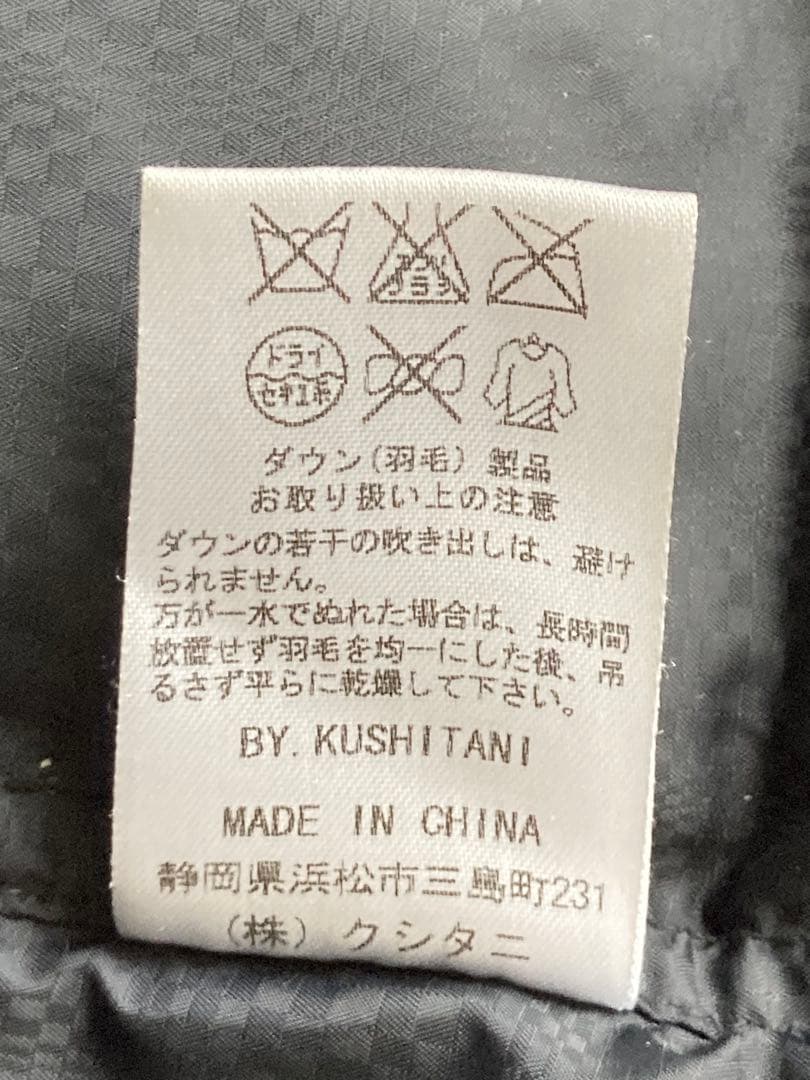 エンソ
サラシ
ドライ
セキユ系
ダウン(羽毛) 製品
お取り扱い上の注意
ダウンの若干の吹き出しは、避け
られません。
万が一水でぬれた場合は、長時間
放置せず羽毛を均一にした後、吊
るさず平らに乾燥して下さい。
BY. KUSHITANI
MADE IN CHINA
静岡県浜松市三島町231
(株) クシタニ